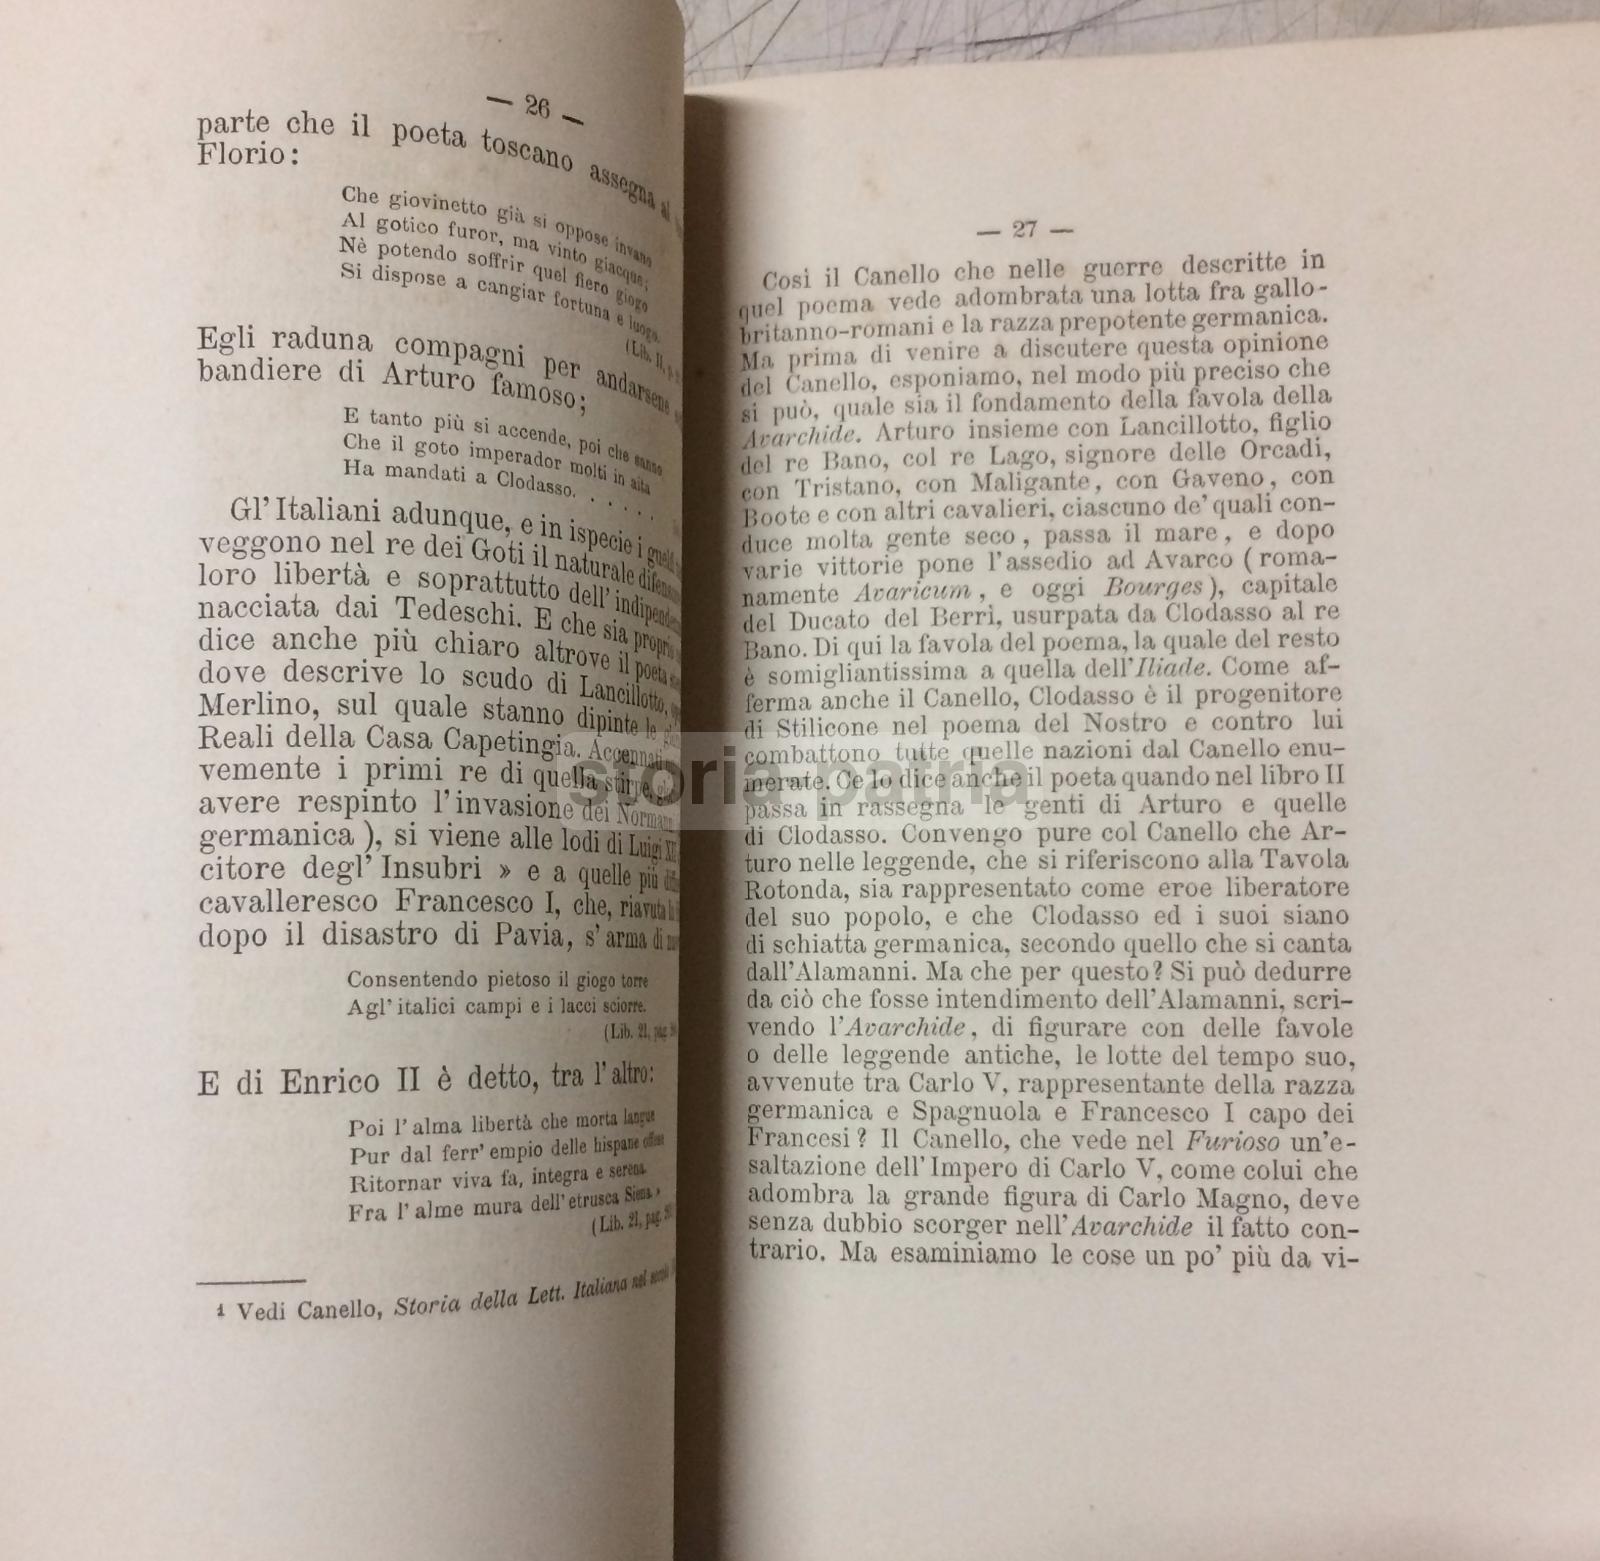 — 26 —
parte che il poeta toscano assegna al
Florio:
Che giovinetto già si oppose invano
Al gotico furor, ma vinto giacque;
Nè potendo soffrir quel fiero giogo
Si dispose a cangiar fortuna e luogo.
(Lib. II,
Egli raduna compagni per andarsene
bandiere di Arturo famoso;
E tanto più si accende, poi che sanno
Che il goto imperador molti in aita
Ha mandati a Clodasso. . . . . .
Gl' Italiani adunque, e in ispecie i
veggono nel re dei Goti il naturale
loro libertà e soprattutto dell' 
nacciata dai Tedeschi. E che sia
dice anche più chiaro altrove il poeta
dove descrive lo scudo di Lancillotto,
Merlino, sul quale stanno dipinte le
Reali della Casa Capetingia. Accennati
vemente i primi re di quella stirpe
avere respinto l'invasione dei
germanica), si viene alle lodi di Luigi
citore degl' Insubri » e a quelle più
cavalleresco Francesco I, che, riavuta
dopo il disastro di Pavia, s' arma di
Consentendo pietoso il giogo torre
Agl' italici campi e i lacci sciorre.
(Lib. 21, pag.
E di Enrico II è detto, tra l' altro:
Poi l' alma libertà che morta langue
Pur dal ferr' empio delle hispane offese
Ritornar viva fa, integra e serena
Fra l' alme mura dell' etrusca Siena.
(Lib. 21, pag.
1 Vedi Canello, Storia della Lett. Italiana nel
— 27 —
Così il Canello che nelle guerre descritte in
quel poema vede adombrata una lotta fra gallo-
britanno-romani e la razza prepotente germanica.
Ma prima di venire a discutere questa opinione
del Canello, esponiamo, nel modo più preciso che
si può, quale sia il fondamento della favola della
Avarchide. Arturo insieme con Lancillotto, figlio
del re Bano, col re Lago, signore delle Orcadi,
con Tristano, con Maligante, con Gaveno, con
Boote e con altri cavalieri, ciascuno de' quali con-
duce molta gente seco, passa il mare, e dopo
varie vittorie pone l'assedio ad Avarco (roma-
namente Avaricum, e oggi Bourges), capitale
del Ducato del Berri, usurpata da Clodasso al re
Bano. Di qui la favola del poema, la quale del resto
è somigliantissima a quella dell'Iliade. Come af-
ferma anche il Canello, Clodasso è il progenitore
di Stilicone nel poema del Nostro e contro lui
combattono tutte quelle nazioni dal Canello enu-
merate. Ce lo dice anche il poeta quando nel libro II
passa in rassegna le genti di Arturo e quelle
di Clodasso. Convengo pure col Canello che Ar-
turo nelle leggende, che si riferiscono alla Tavola
Rotonda, sia rappresentato come eroe liberatore
del suo popolo, e che Clodasso ed i suoi siano
di schiatta germanica, secondo quello che si canta
dall'Alamanni. Ma che per questo? Si può dedurre
da ciò che fosse intendimento dell'Alamanni, scri-
vendo l'Avarchide, di figurare con delle favole
o delle leggende antiche, le lotte del tempo suo,
avvenute tra Carlo V, rappresentante della razza
germanica e Spagnuola e Francesco I capo dei
Francesi? Il Canello, che vede nel Furioso un'e-
saltazione dell'Impero di Carlo V, come colui che
adombra la grande figura di Carlo Magno, deve
senza dubbio scorger nell'Avarchide il fatto con-
trario. Ma esaminiamo le cose un po' più da vi-
storia patria